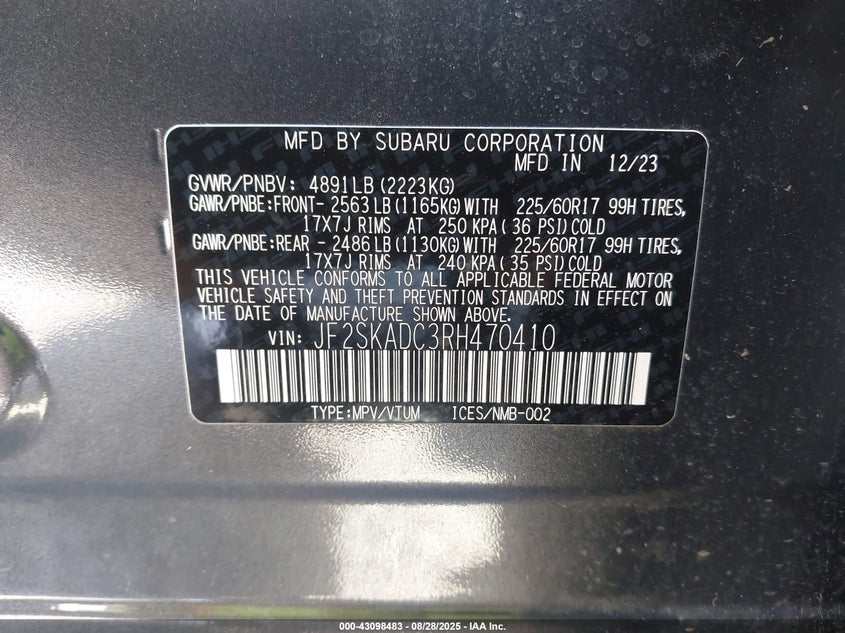 MFD BY SUBARU CORPORATION
MFD IN 12/23
GVWR/PNBV: 4891LB (2223KG)
GAWR/PNBE:FRONT- 2563 LB (1165KG) WITH 225/60R17 99H TIRES,
17X7J RIMS AT 250 KPA ( 36 PSI) COLD
GAWR/PNBE:REAR - 2486 LB (1130KG) WITH 225/60R17 99H TIRES,
17X7J RIMS AT 240 KPA ( 35 PSI) COLD
THIS VEHICLE CONFORMS TO ALL APPLICABLE FEDERAL MOTOR
VEHICLE SAFETY AND THEFT PREVENTION STANDARDS IN EFFECT ON
THE DATE OF MANUFACTURE SHOWN ABOVE.
VIN: JF2SKADC3RH470410
TYPE:MPV/VTUM ICES/NMB-002
000-43098483 - 08/28/2025 - IAA Inc.